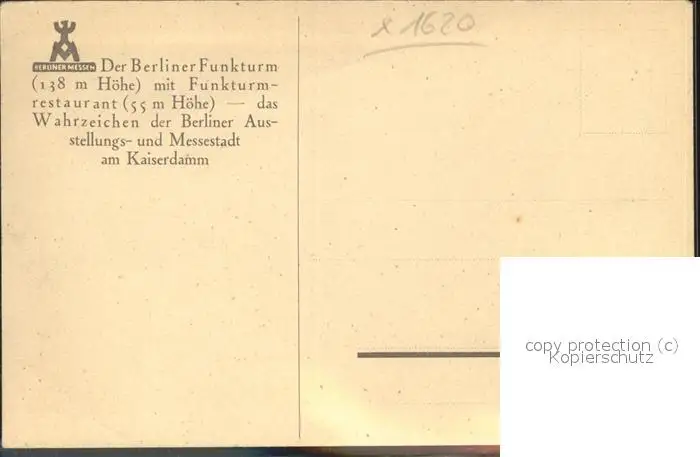 x 1620
BERLINER MESSEN Der Berliner Funkturm
(138 m Höhe) mit Funkturm-
restaurant (55 m Höhe) — das
Wahrzeichen der Berliner Aus-
stellungs- und Messestadt
am Kaiserdamm
copy protection (c)
Kopierschutz